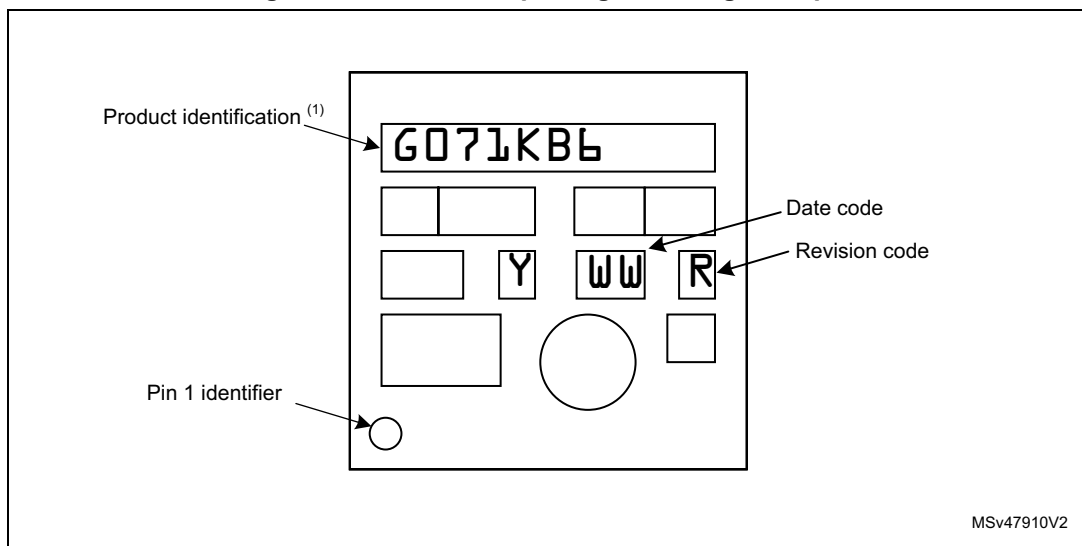 Product identification (1)
G071KB6
Date code
Revision code
Y WW R
Pin 1 identifier
MSv47910V2